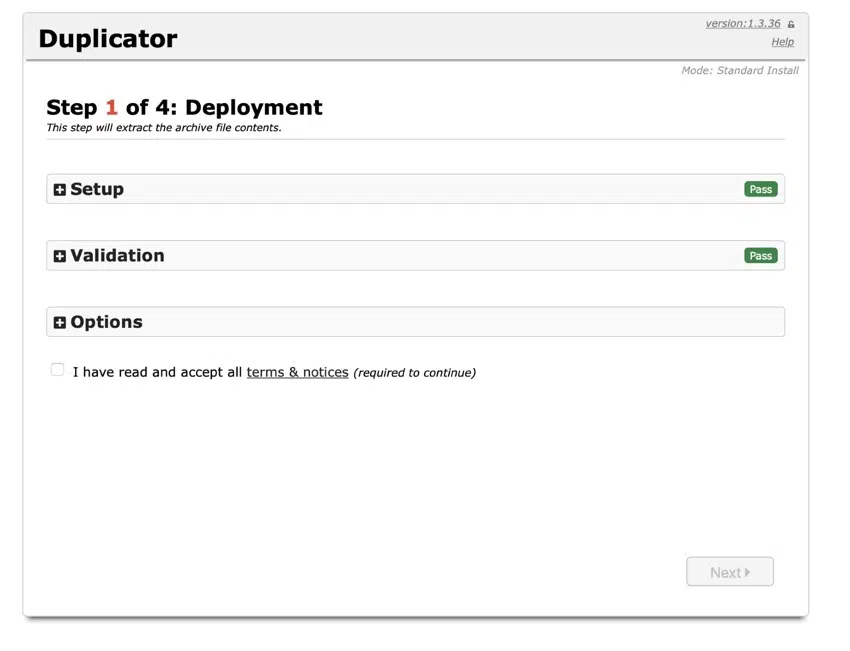 Duplicator
version:1.3.36
Help
Mode: Standard Install
Step 1 of 4: Deployment
This step will extract the archive file contents.
Setup
Pass
Validation
Pass
Options
I have read and accept all terms & notices (required to continue)
Next